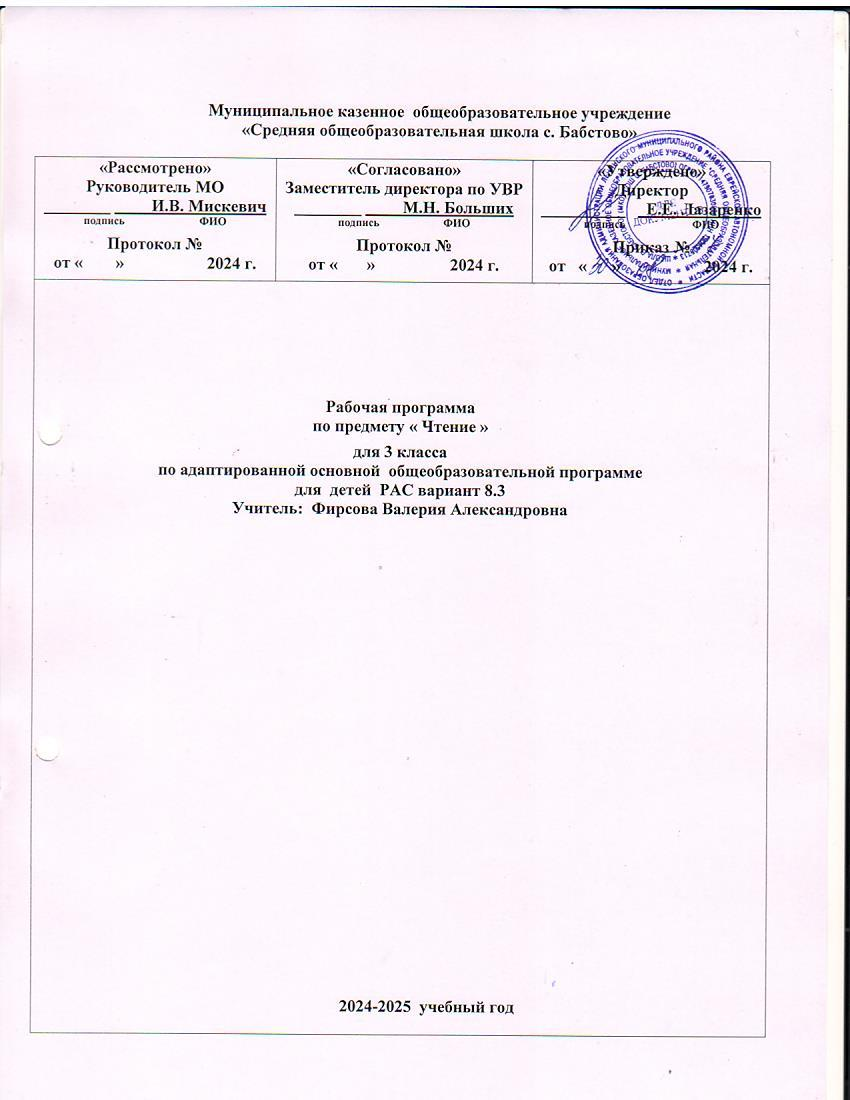 Муниципальное казенное общеобразовательное учреждение
«Средняя общеобразовательная школа с. Бабстово»
«Рассмотрено»
Руководитель МО
________ И.В. Мискевич
подпись ФИО
Протокол №
от « » 2024 г.
«Согласовано»
Заместитель директора по УВР
________ М.Н. Больших
подпись ФИО
Протокол №
от « » 2024 г.
«Утверждено»
Директор
Е.Е. Лазаренко
подпись ФИО
Приказ №
от « 2024 г.
Рабочая программа
по предмету « Чтение »
для 3 класса
по адаптированной основной общеобразовательной программе
для детей РАС вариант 8.3
Учитель: Фирсова Валерия Александровна
2024-2025 учебный год